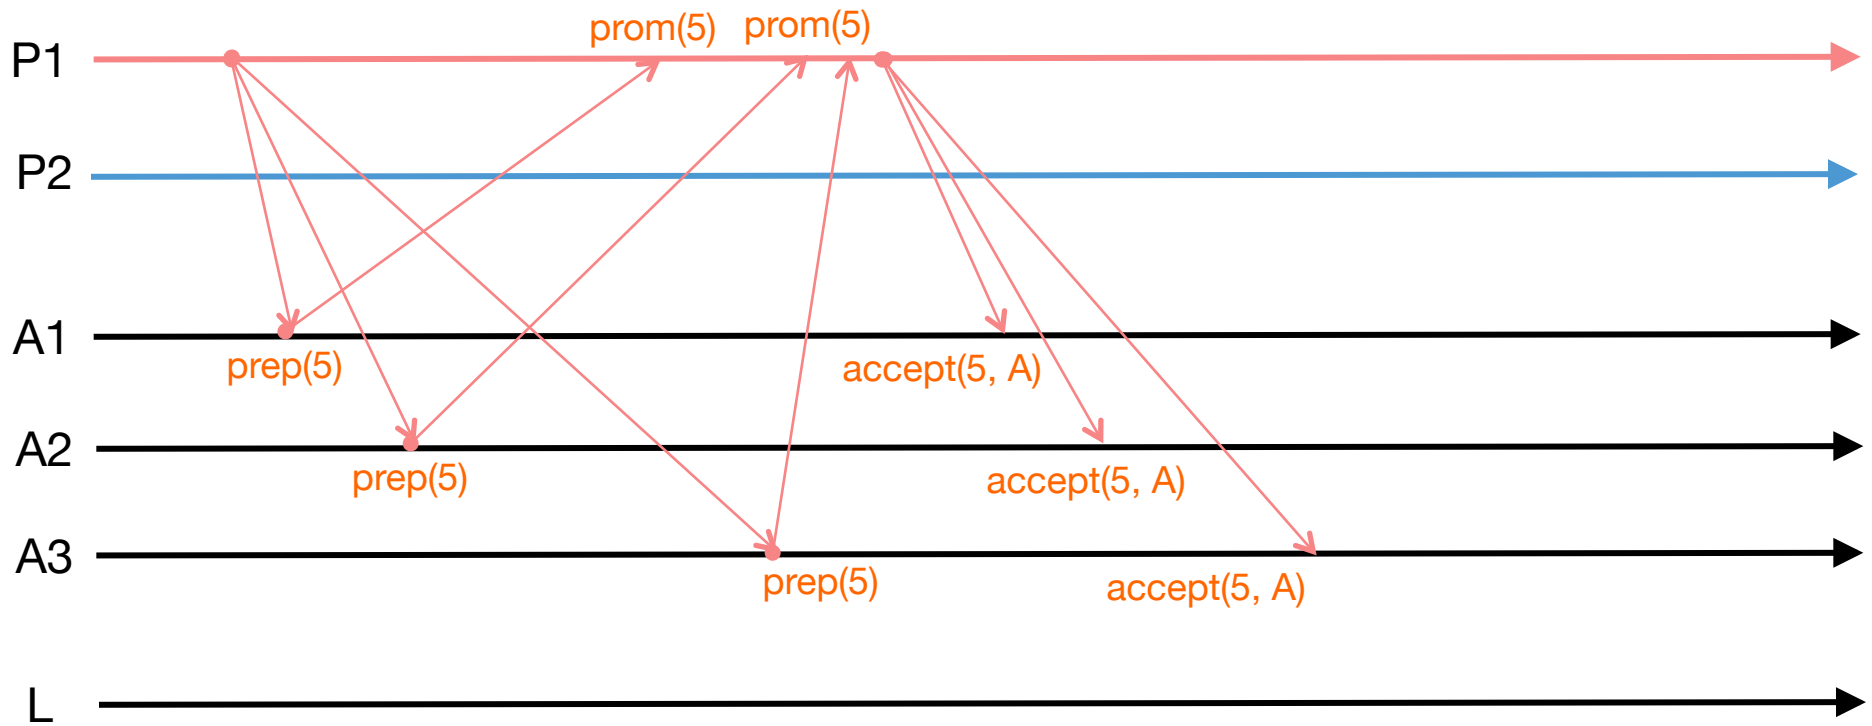 prom(5) prom(5)
P1
P2
A1
prep(5)
accept(5, A)
A2
prep(5)
accept(5, A)
A3
prep(5)
accept(5, A)
L